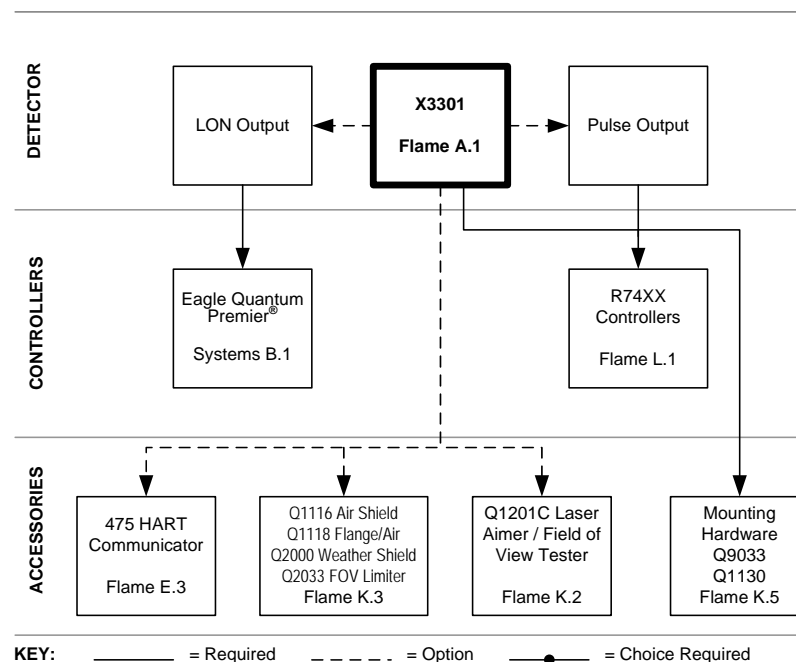 DETECTOR
LON Output
X3301
Flame A.1
Pulse Output
CONTROLLERS
Eagle Quantum
Premier®
Systems B.1
R74XX
Controllers
Flame L.1
ACCESSORIES
475 HART
Communicator
Flame E.3
Q1116 Air Shield
Q1118 Flange/Air
Q2000 Weather Shield
Q2033 FOV Limiter
Flame K.3
Q1201C Laser
Aimer / Field of
View Tester
Flame K.2
Mounting
Hardware
Q9033
Q1130
Flame K.5
KEY: = Required = Option = Choice Required